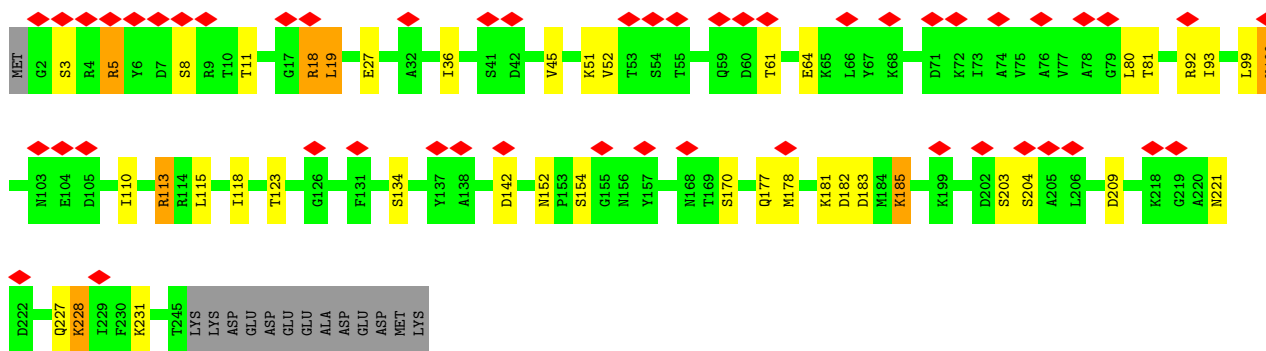 MET G2 S3 R4 R5 Y6 D7 S8 R9 T10 T11 G17 R18 L19 E27 A32 I36 S41 D42 V45 K51 V52 T53 S54 T55 Q59 D60 T61 E64 K65 L66 Y67 K68 D71 K72 I73 A74 V75 A76 V77 A78 G79 L80 T81 R92 I93 L99
N103 E104 D105 I110 R113 R114 L115 I118 T123 G126 F131 S134 Y137 A138 D142 N152 P153 S154 G155 N156 Y157 N168 T169 S170 Q177 M178 K181 D182 D183 M184 K185 K199 D202 S203 S204 A205 L206 D209 K218 G219 A220 N221
D222 Q227 K228 I229 F230 K231 T245 LYS LYS ASP GLU ASP GLU GLU ALA ASP GLU ASP MET LYS